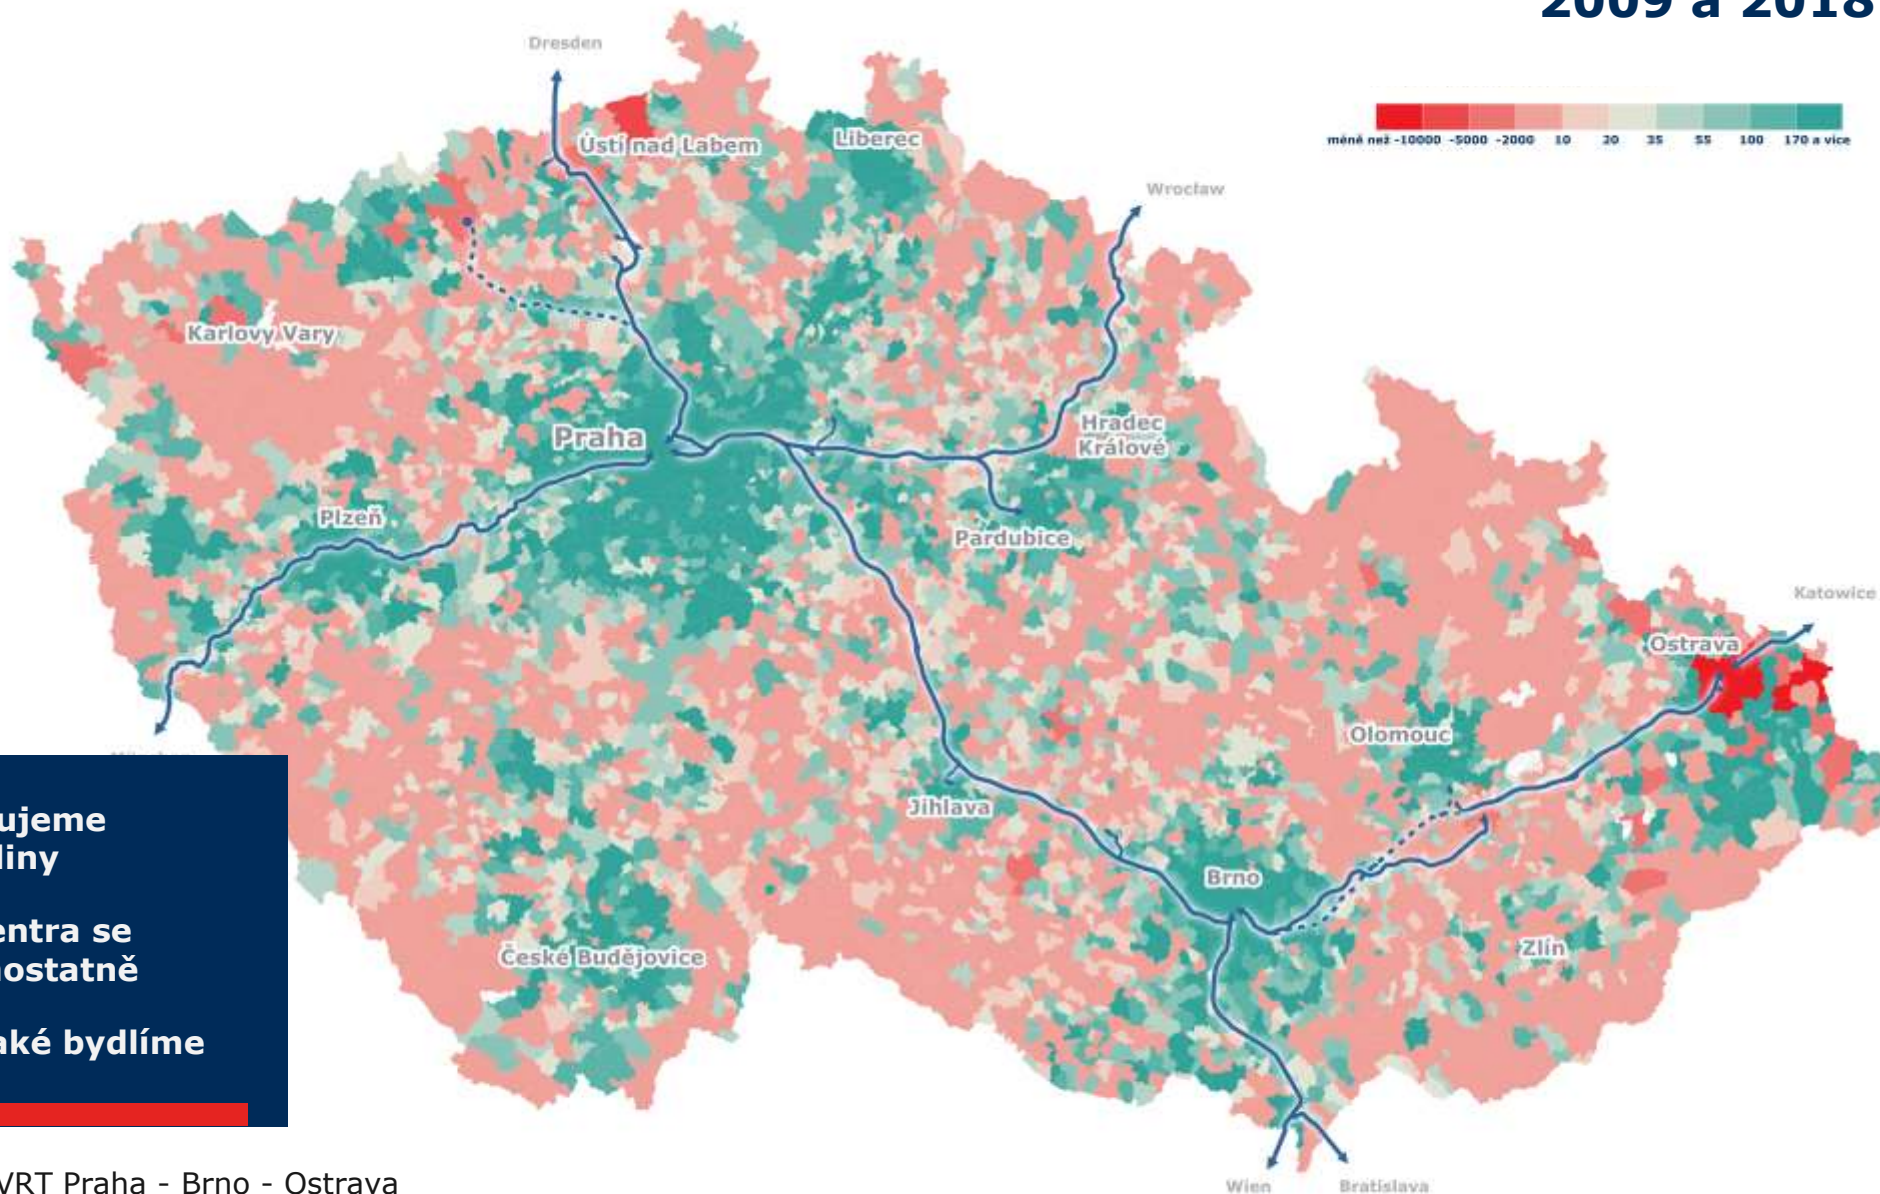 2009 a 2018
Dresden
Ústí nad Labem
Liberec
méně než -10000 -5000 -2000 10 20 35 55 100 170 a více
Wrocław
Karlovy Vary
Praha
Hradec
Králové
Plzeň
Pardubice
Katowice
Ostrava
Olomouc
Jihlava
ujeme
diny
Brno
entra se
nostatně
České Budějovice
Zlín
aké bydlíme
VRT Praha - Brno - Ostrava
Wien
Bratislava